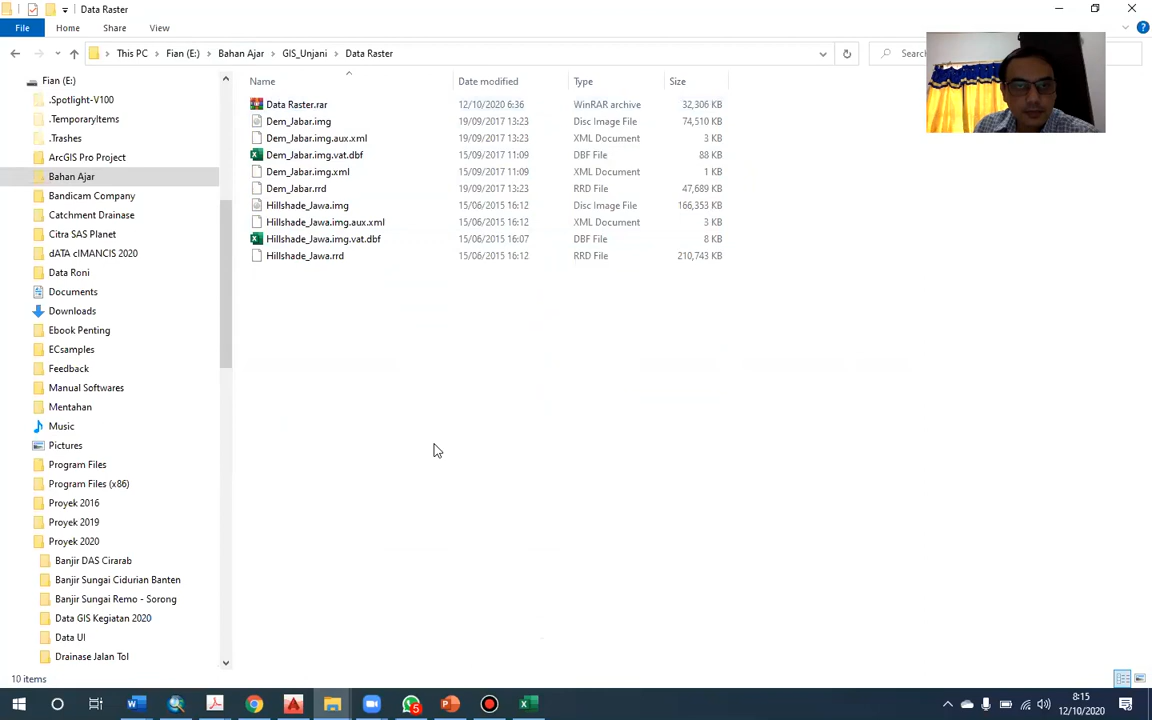 Data Raster
File Home Share View
This PC Fian (E:) Bahan Ajar GIS_Unjani Data Raster
Name Date modified Type Size
Data Raster.rar 12/10/2020 6:36 WinRAR archive 32,306 KB
Dem_Jabar.img 19/09/2017 13:23 Disc Image File 74,510 KB
Dem_Jabar.img.aux.xml 19/09/2017 13:23 XML Document 3 KB
Dem_Jabar.img.vat.dbf 15/09/2017 11:09 DBF File 88 KB
Dem_Jabar.img.xml 15/09/2017 11:09 XML Document 1 KB
Dem_Jabar.rrd 19/09/2017 13:23 RRD File 47,689 KB
Hillshade_Jawa.img 15/06/2015 16:12 Disc Image File 166,353 KB
Hillshade_Jawa.img.aux.xml 15/06/2015 16:12 XML Document 3 KB
Hillshade_Jawa.img.vat.dbf 15/06/2015 16:07 DBF File 8 KB
Hillshade_Jawa.rrd 15/06/2015 16:12 RRD File 210,743 KB
Fian (E:)
.Spotlight-V100
.TemporaryItems
.Trashes
ArcGIS Pro Project
Bahan Ajar
Bandicam Company
Catchment Drainase
Citra SAS Planet
dATA cIMANCIS 2020
Data Roni
Documents
Downloads
Ebook Penting
ECsamples
Feedback
Manual Softwares
Mentahan
Music
Pictures
Program Files
Program Files (x86)
Proyek 2016
Proyek 2019
Proyek 2020
Banjir DAS Cirarab
Banjir Sungai Cidurian Banten
Banjir Sungai Remo - Sorong
Data GIS Kegiatan 2020
Data UI
Drainase Jalan Tol
10 items
8:15
12/10/2020